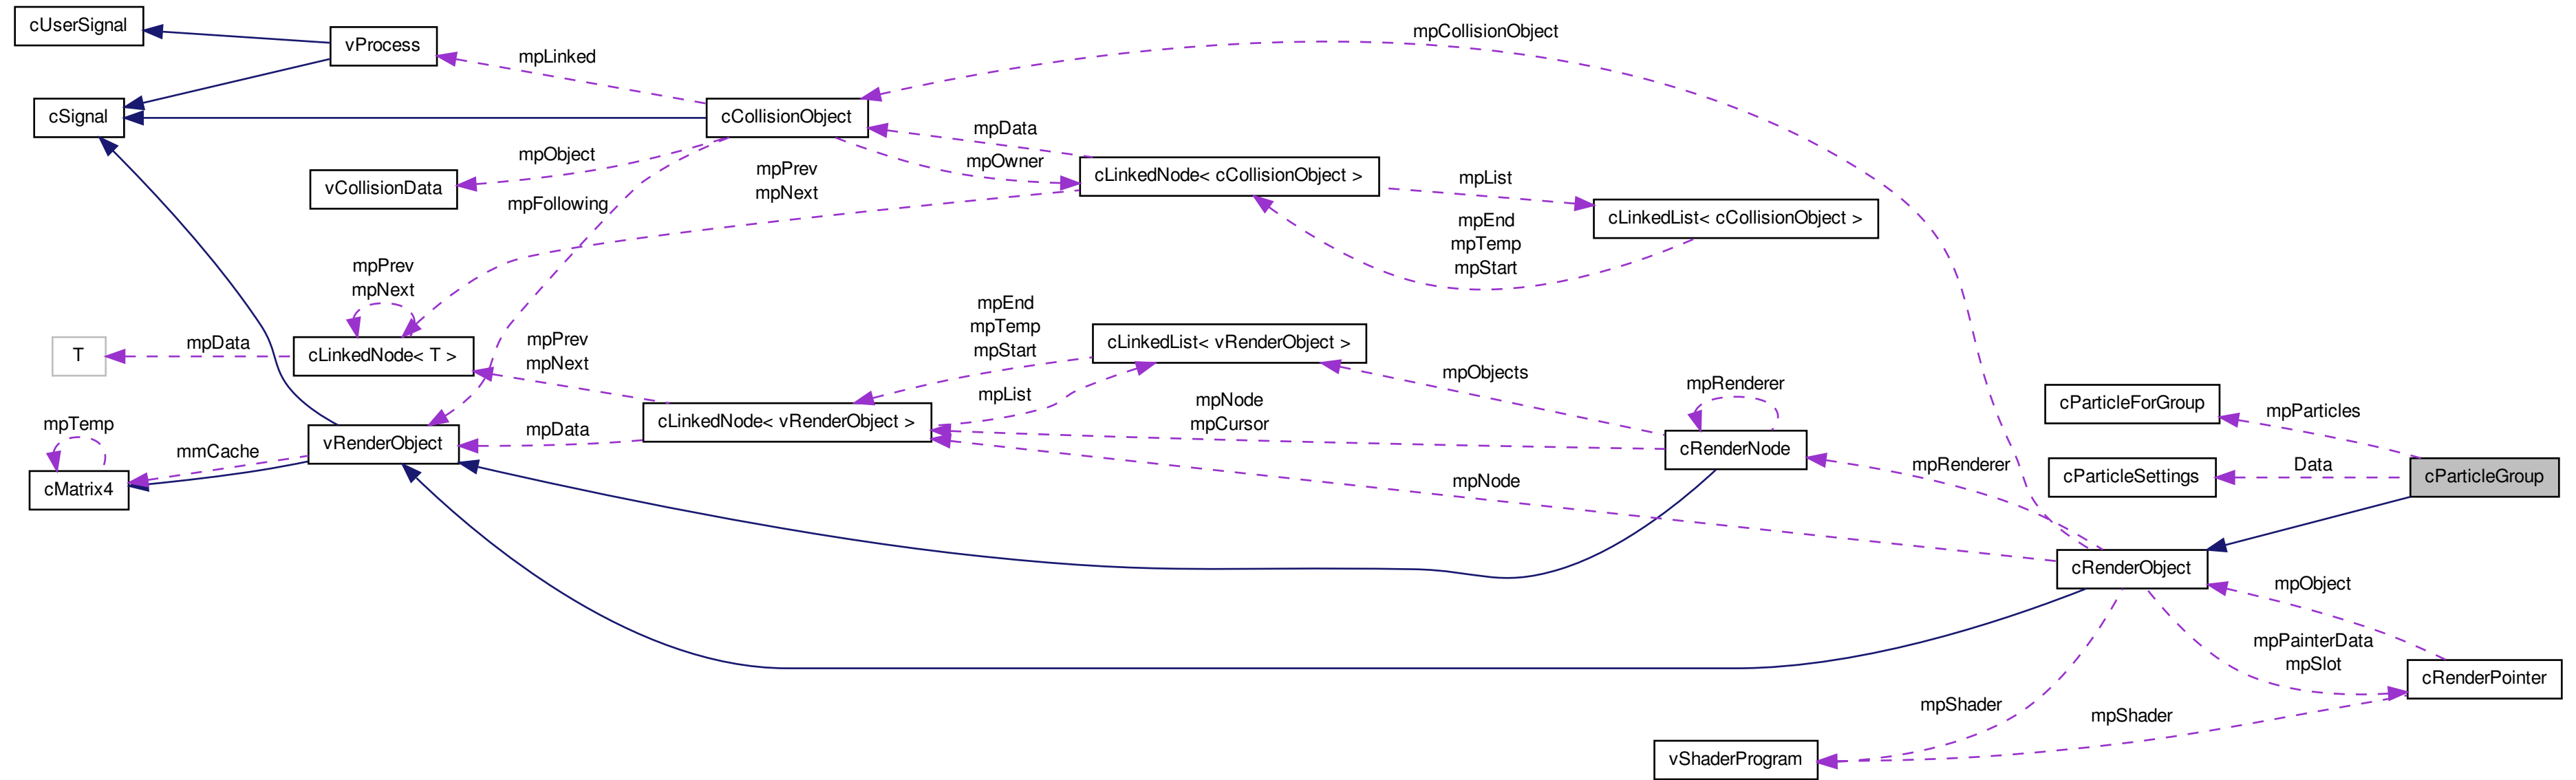 cUserSignal
vProcess
mpLinked
mpCollisionObject
cSignal
cCollisionObject
mpData
mpObject
mpOwner
vCollisionData
mpPrev
mpNext
cLinkedNode< cCollisionObject >
mpList
mpFollowing
cLinkedList< cCollisionObject >
mpEnd
mpTemp
mpStart
mpPrev
mpNext
mpEnd
mpTemp
mpStart
T
mpData
cLinkedNode< T >
mpPrev
mpNext
cLinkedList< vRenderObject >
mpObjects
mpRenderer
mpList
mpNode
mpCursor
cParticleForGroup
mpParticles
mpTemp
mmCache
vRenderObject
mpData
cLinkedNode< vRenderObject >
cRenderNode
mpRenderer
cMatrix4
mpNode
cParticleSettings
Data
cParticleGroup
cRenderObject
mpObject
mpPainterData
mpSlot
cRenderPointer
mpShader
mpShader
vShaderProgram